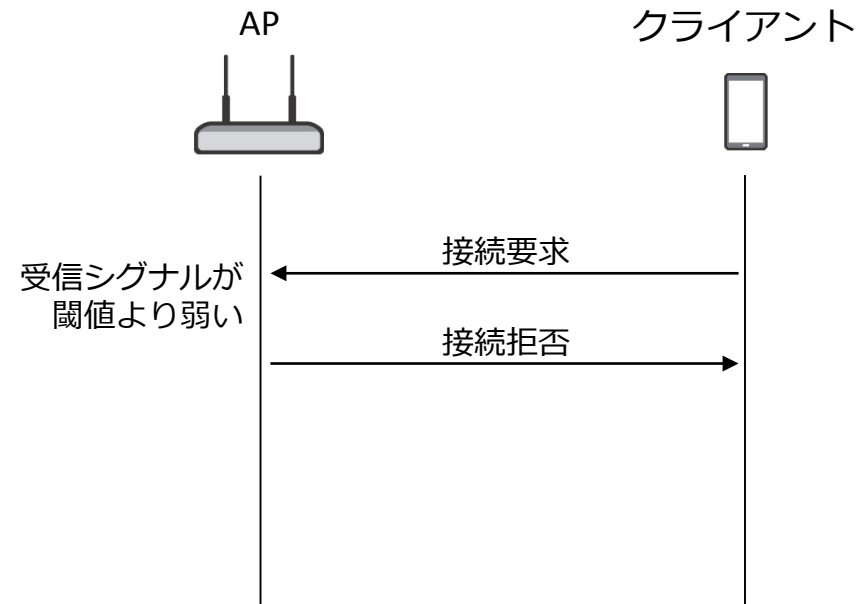 AP
クライアント
接続要求
受信シグナルが
閾値より弱い
接続拒否